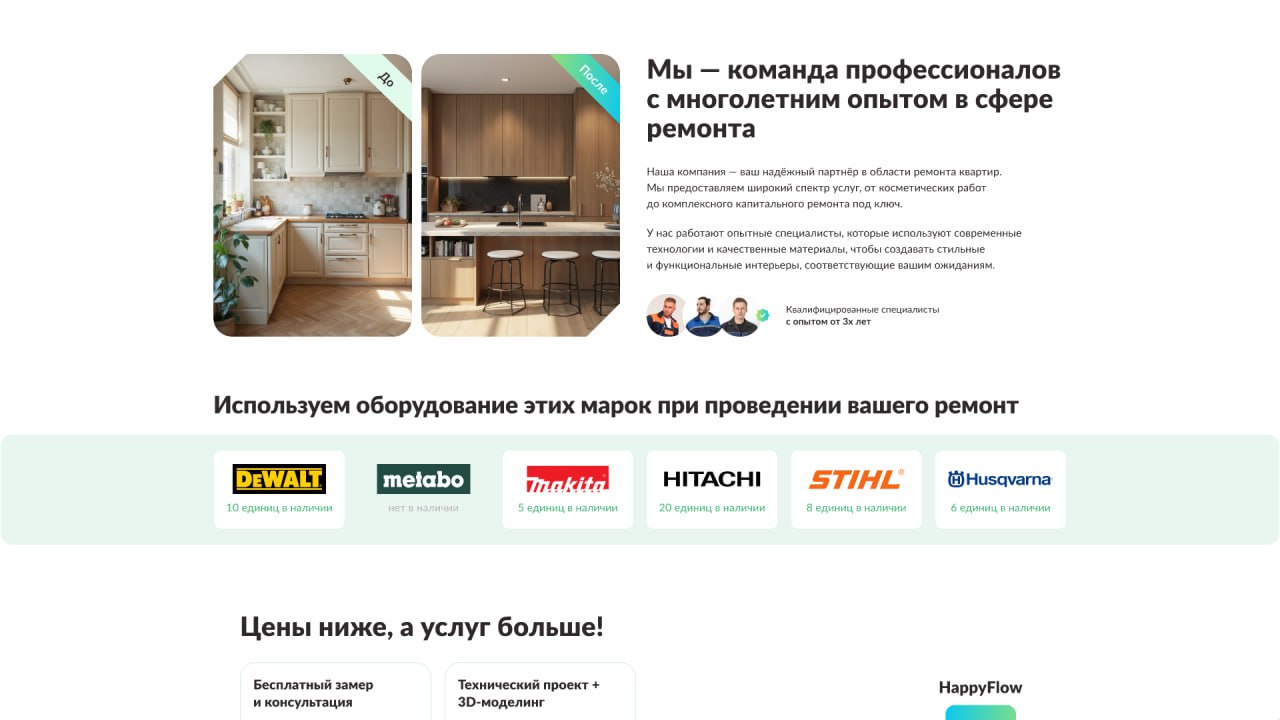 До
После
Мы — команда профессионалов
с многолетним опытом в сфере
ремонта
Наша компания — ваш надёжный партнёр в области ремонта квартир.
Мы предоставляем широкий спектр услуг, от косметических работ
до комплексного капитального ремонта под ключ.
У нас работают опытные специалисты, которые используют современные
технологии и качественные материалы, чтобы создавать стильные
и функциональные интерьеры, соответствующие вашим ожиданиям.
Квалифицированные специалисты
с опытом от 3х лет
Используем оборудование этих марок при проведении вашего ремонт
DEWALT
10 единиц в наличии
metabo
нет в наличии
makita
5 единиц в наличии
HITACHI
20 единиц в наличии
STIHL®
8 единиц в наличии
Husqvarna
6 единиц в наличии
Цены ниже, а услуг больше!
Бесплатный замер
и консультация
Технический проект +
3D-моделинг
HappyFlow